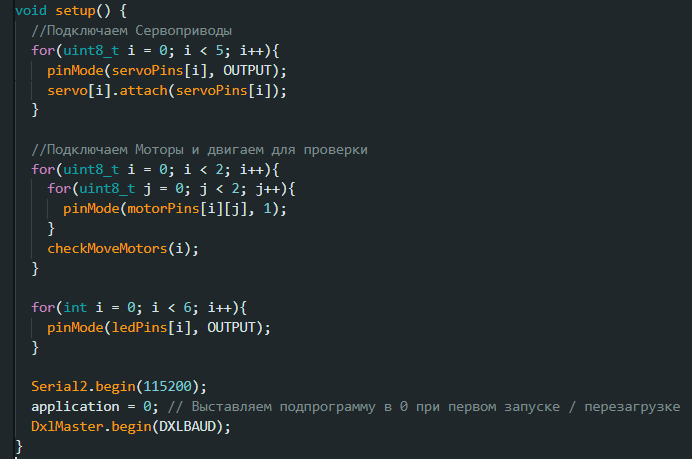 void setup() {
  //Подключаем Сервоприводы
  for(uint8_t i = 0; i < 5; i++){
    pinMode(servoPins[i], OUTPUT);
    servo[i].attach(servoPins[i]);
  }

  //Подключаем Моторы и двигаем для проверки
  for(uint8_t i = 0; i < 2; i++){
    for(uint8_t j = 0; j < 2; j++){
      pinMode(motorPins[i][j], 1);
    }
    checkMoveMotors(i);
  }

  for(int i = 0; i < 6; i++){
    pinMode(ledPins[i], OUTPUT);
  }

  Serial2.begin(115200);
  application = 0; // Выставляем подпрограмму в 0 при первом запуске / перезагрузке
  DxlMaster.begin(DXLBAUD);
}